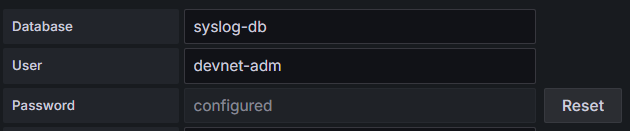 Database syslog-db
User devnet-adm
Password configured Reset